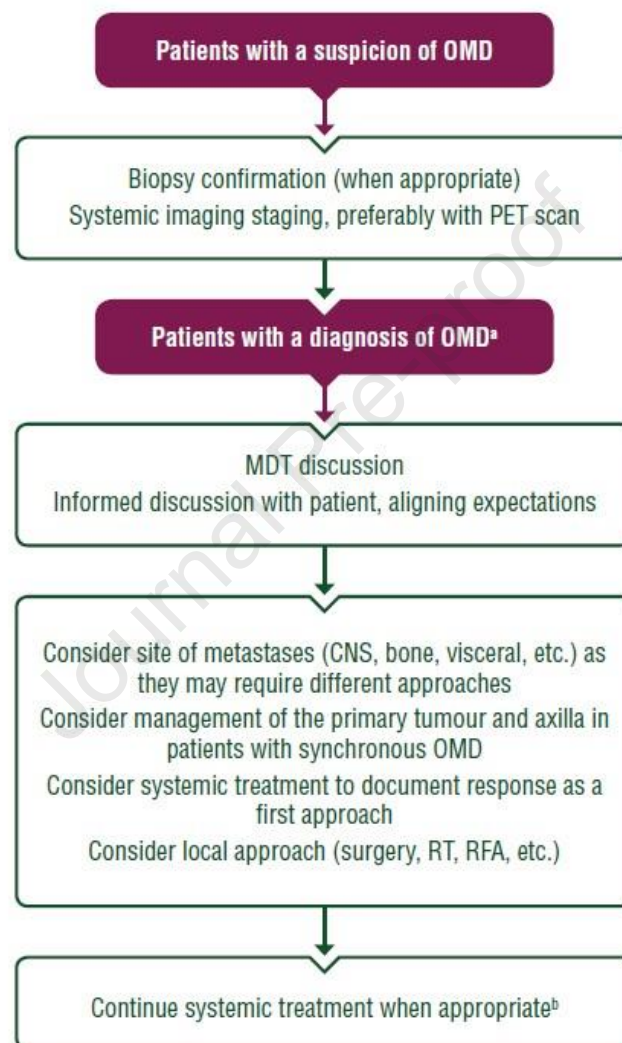 Patients with a suspicion of OMD
Biopsy confirmation (when appropriate)
Systemic imaging staging, preferably with PET scan
Patients with a diagnosis of OMDᵃ
MDT discussion
Informed discussion with patient, aligning expectations
Consider site of metastases (CNS, bone, visceral, etc.) as
they may require different approaches
Consider management of the primary tumour and axilla in
patients with synchronous OMD
Consider systemic treatment to document response as a
first approach
Consider local approach (surgery, RT, RFA, etc.)
Continue systemic treatment when appropriateᵇ
Journal Pre-proof